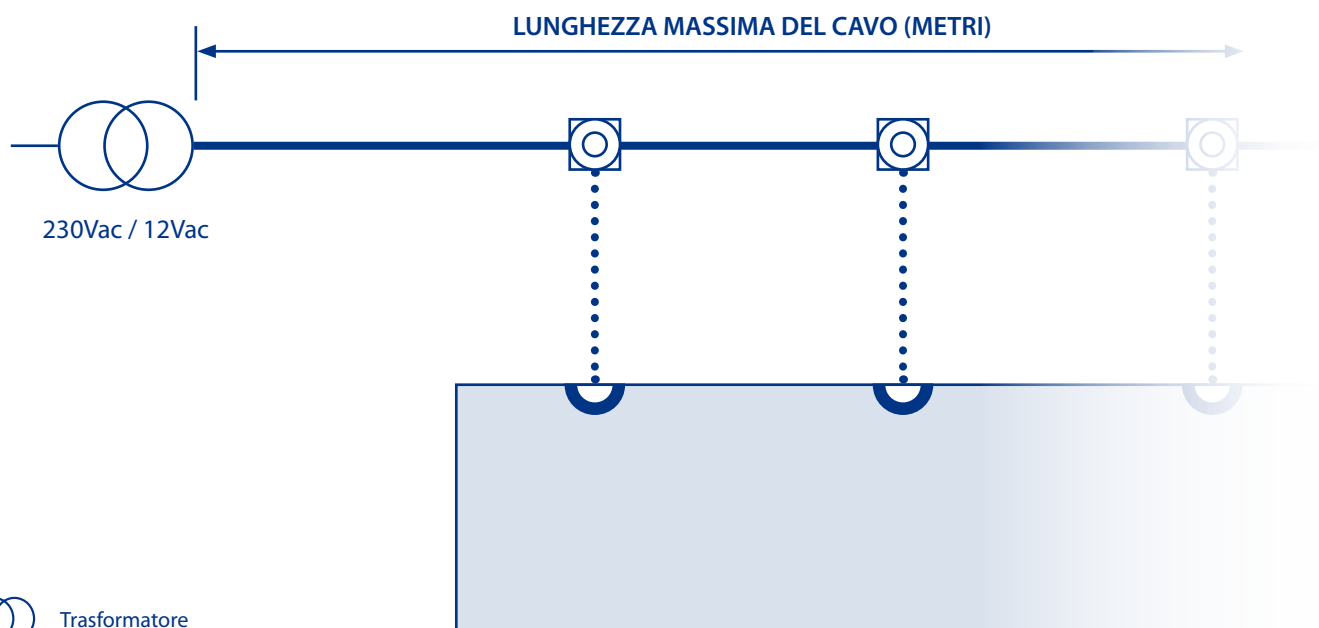 LUNGHEZZA MASSIMA DEL CAVO (METRI)
230Vac / 12Vac
Trasformatore